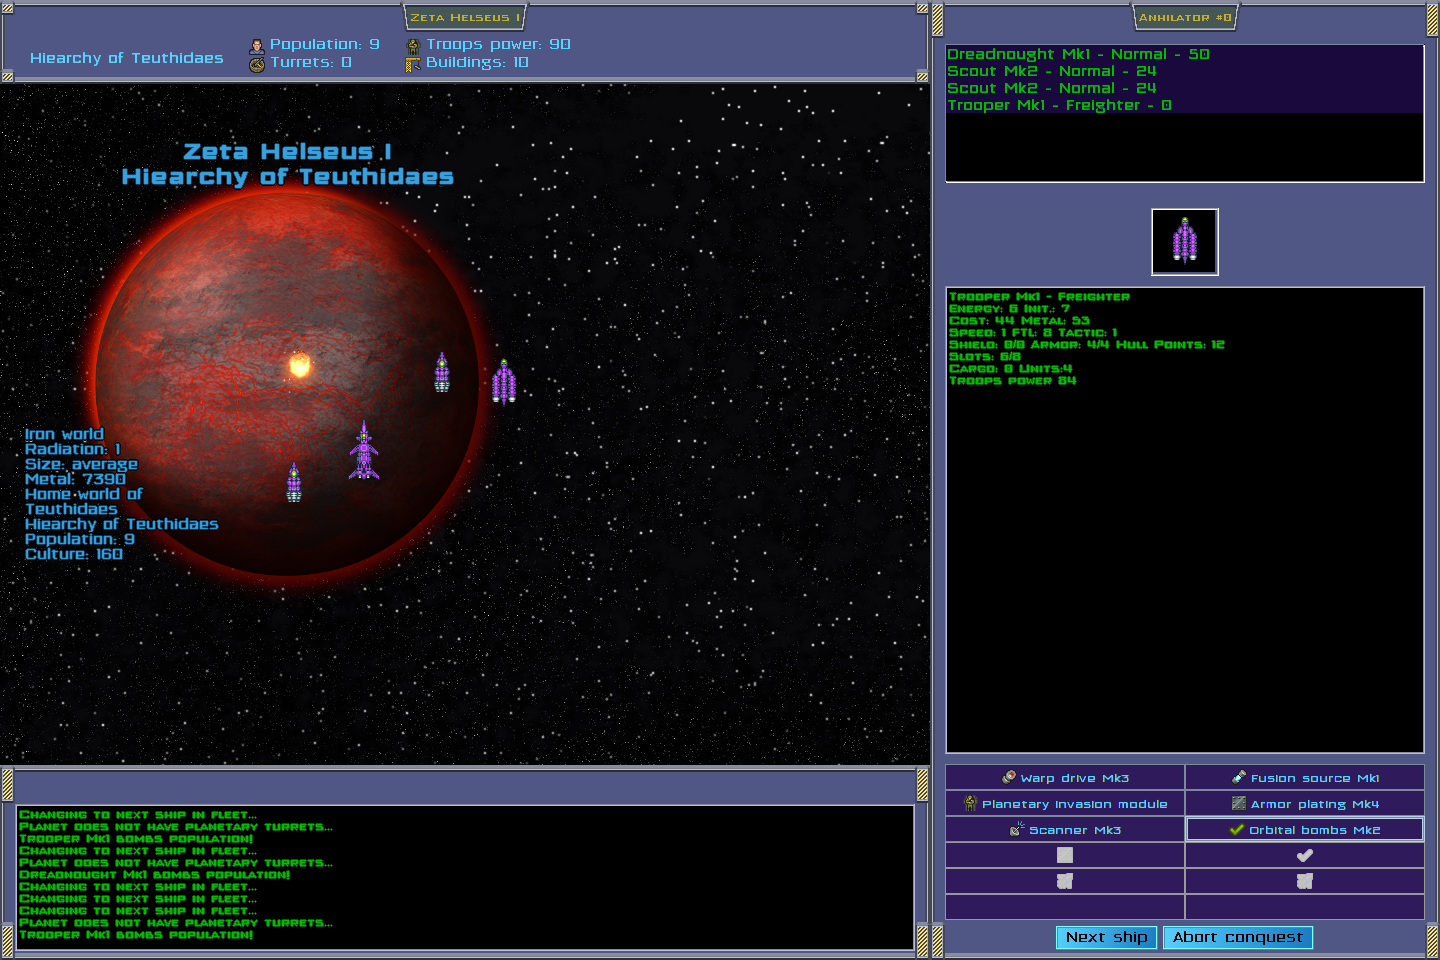 Zeta Helseus I
Hiearchy of Teuthidaes
Population: 9
Troops power: 90
Turrets: 0
Buildings: 10
Zeta Helseus I
Hiearchy of Teuthidaes
Iron world
Radiation: 1
Size: average
Metal: 7390
Home world of
Teuthidaes
Hiearchy of Teuthidaes
Population: 9
Culture: 160
Changing to next ship in fleet...
Planet does not have planetary turrets...
Trooper Mk1 bombs population!
Changing to next ship in fleet...
Planet does not have planetary turrets...
Dreadnought Mk1 bombs population!
Changing to next ship in fleet...
Changing to next ship in fleet...
Changing to next ship in fleet...
Planet does not have planetary turrets...
Trooper Mk1 bombs population!
Anhilator #0
Dreadnought Mk1 - Normal - 50
Scout Mk2 - Normal - 24
Scout Mk2 - Normal - 24
Trooper Mk1 - Freighter - 0
Trooper Mk1 - Freighter
Energy: 6 Init.: 7
Cost: 44 Metal: 53
Speed: 1 FTL: 8 Tactic: 1
Shield: 0/0 Armor: 4/4 Hull Points: 12
Slots: 6/8
Cargo: 0 Units:4
Troops power 84
Warp drive Mk3
Fusion source Mk1
Planetary invasion module
Armor plating Mk4
Scanner Mk3
Orbital bombs Mk2
Next ship
Abort conquest